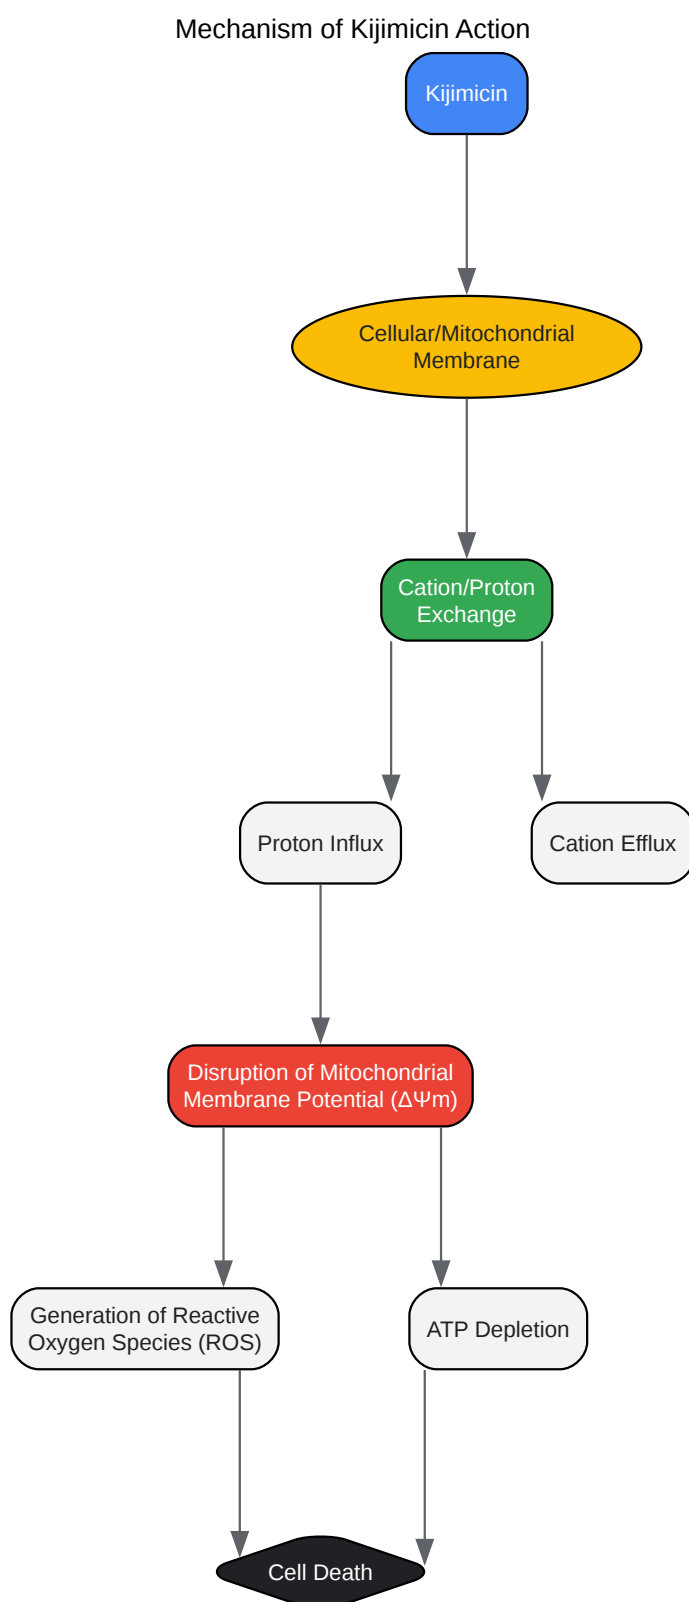 Mechanism of Kijimicin Action
Kijimicin
Cellular/Mitochondrial
Membrane
Cation/Proton
Exchange
Proton Influx
Cation Efflux
Disruption of Mitochondrial
Membrane Potential (ΔΨm)
Generation of Reactive
Oxygen Species (ROS)
ATP Depletion
Cell Death